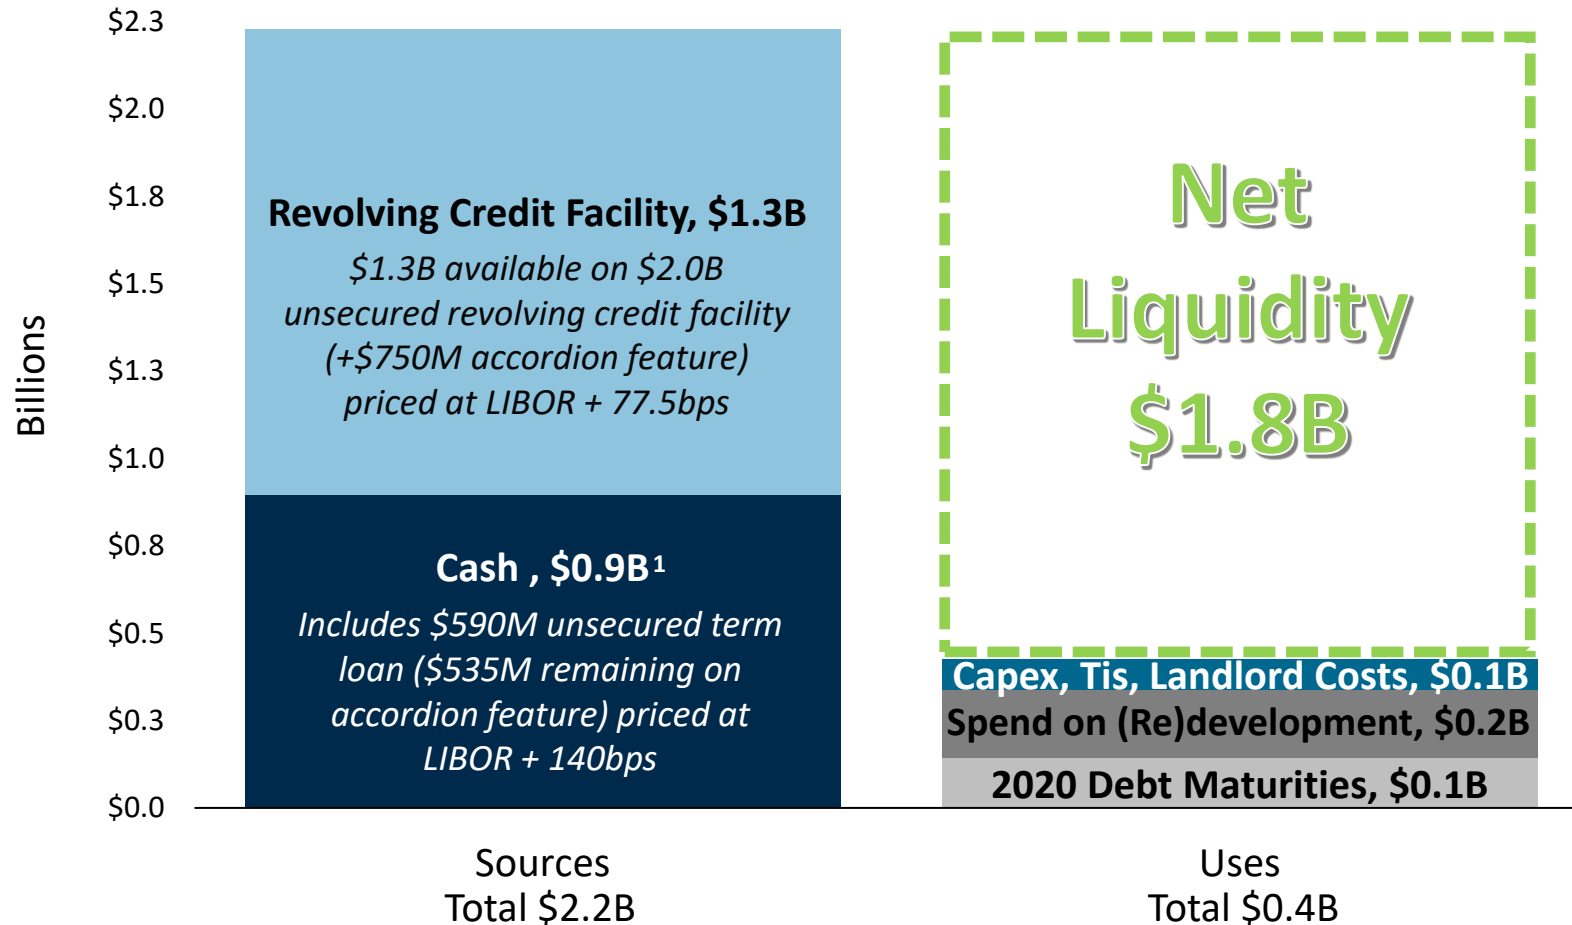 Billions
$2.3
$2.0
$1.8
$1.5
$1.3
$1.0
$0.8
$0.5
$0.3
$0.0
Revolving Credit Facility, $1.3B
$1.3B available on $2.0B
unsecured revolving credit facility
(+$750M accordion feature)
priced at LIBOR + 77.5bps
Cash , $0.9B¹
Includes $590M unsecured term
loan ($535M remaining on
accordion feature) priced at
LIBOR + 140bps
Net
Liquidity
$1.8B
Capex, Tis, Landlord Costs, $0.1B
Spend on (Re)development, $0.2B
2020 Debt Maturities, $0.1B
Sources
Total $2.2B
Uses
Total $0.4B